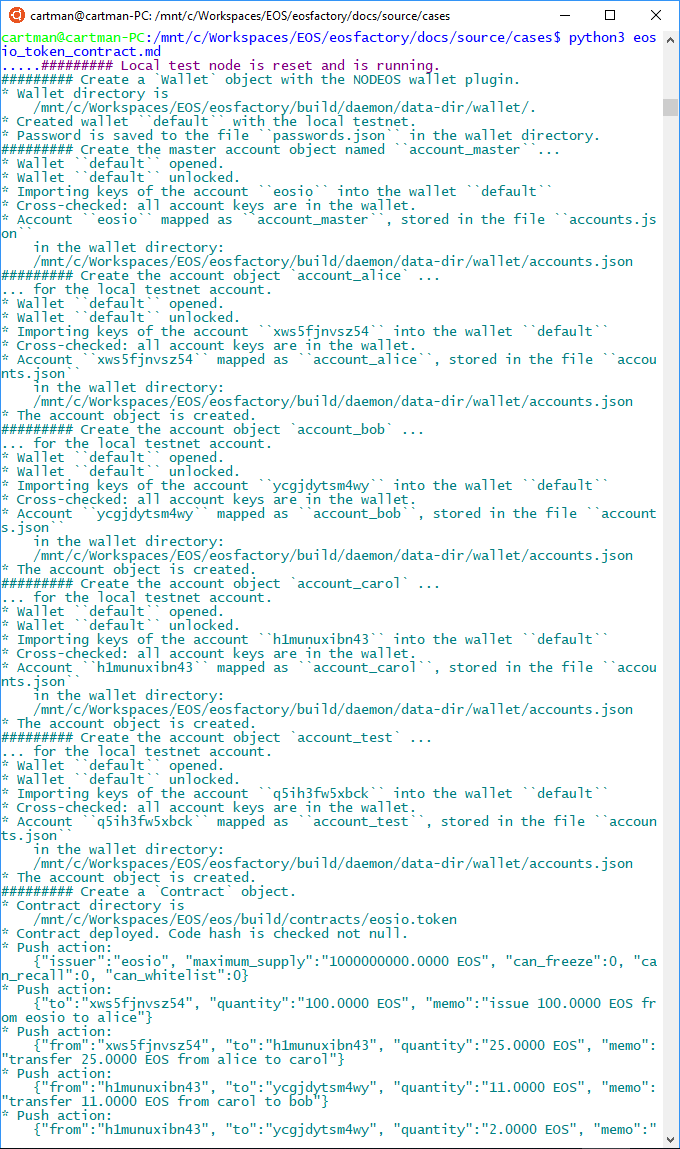 cartman@cartman-PC: /mnt/c/Workspaces/EOS/eosfactory/docs/source/cases
cartman@cartman-PC:/mnt/c/Workspaces/EOS/eosfactory/docs/source/cases$ python3 eos
io_token_contract.md
.....######### Local test node is reset and is running.
######### Create a `Wallet` object with the NODEOS wallet plugin.
* Wallet directory is
    /mnt/c/Workspaces/EOS/eosfactory/build/daemon/data-dir/wallet/.
* Created wallet ``default`` with the local testnet.
* Password is saved to the file ``passwords.json`` in the wallet directory.
######### Create the master account object named ``account_master``...
* Wallet ``default`` opened.
* Wallet ``default`` unlocked.
* Importing keys of the account ``eosio`` into the wallet ``default``
* Cross-checked: all account keys are in the wallet.
* Account ``eosio`` mapped as ``account_master``, stored in the file ``accounts.js
on``
    in the wallet directory:
    /mnt/c/Workspaces/EOS/eosfactory/build/daemon/data-dir/wallet/accounts.json
######### Create the account object `account_alice` ...
... for the local testnet account.
* Wallet ``default`` opened.
* Wallet ``default`` unlocked.
* Importing keys of the account ``xws5fjnvsz54`` into the wallet ``default``
* Cross-checked: all account keys are in the wallet.
* Account ``xws5fjnvsz54`` mapped as ``account_alice``, stored in the file ``accou
nts.json``
    in the wallet directory:
    /mnt/c/Workspaces/EOS/eosfactory/build/daemon/data-dir/wallet/accounts.json
* The account object is created.
######### Create the account object `account_bob` ...
... for the local testnet account.
* Wallet ``default`` opened.
* Wallet ``default`` unlocked.
* Importing keys of the account ``ycgjdytsm4wy`` into the wallet ``default``
* Cross-checked: all account keys are in the wallet.
* Account ``ycgjdytsm4wy`` mapped as ``account_bob``, stored in the file ``account
s.json``
    in the wallet directory:
    /mnt/c/Workspaces/EOS/eosfactory/build/daemon/data-dir/wallet/accounts.json
* The account object is created.
######### Create the account object `account_carol` ...
... for the local testnet account.
* Wallet ``default`` opened.
* Wallet ``default`` unlocked.
* Importing keys of the account ``h1munuxibn43`` into the wallet ``default``
* Cross-checked: all account keys are in the wallet.
* Account ``h1munuxibn43`` mapped as ``account_carol``, stored in the file ``accou
nts.json``
    in the wallet directory:
    /mnt/c/Workspaces/EOS/eosfactory/build/daemon/data-dir/wallet/accounts.json
* The account object is created.
######### Create the account object `account_test` ...
... for the local testnet account.
* Wallet ``default`` opened.
* Wallet ``default`` unlocked.
* Importing keys of the account ``q5ih3fw5xbck`` into the wallet ``default``
* Cross-checked: all account keys are in the wallet.
* Account ``q5ih3fw5xbck`` mapped as ``account_test``, stored in the file ``accoun
ts.json``
    in the wallet directory:
    /mnt/c/Workspaces/EOS/eosfactory/build/daemon/data-dir/wallet/accounts.json
* The account object is created.
######### Create a `Contract` object.
* Contract directory is
    /mnt/c/Workspaces/EOS/eos/build/contracts/eosio.token
* Contract deployed. Code hash is checked not null.
* Push action:
    {"issuer":"eosio", "maximum_supply":"1000000000.0000 EOS", "can_freeze":0, "ca
n_recall":0, "can_whitelist":0}
* Push action:
    {"to":"xws5fjnvsz54", "quantity":"100.0000 EOS", "memo":"issue 100.0000 EOS fr
om eosio to alice"}
* Push action:
    {"from":"xws5fjnvsz54", "to":"h1munuxibn43", "quantity":"25.0000 EOS", "memo":
"transfer 25.0000 EOS from alice to carol"}
* Push action:
    {"from":"h1munuxibn43", "to":"ycgjdytsm4wy", "quantity":"11.0000 EOS", "memo":
"transfer 11.0000 EOS from carol to bob"}
* Push action:
    {"from":"h1munuxibn43", "to":"ycgjdytsm4wy", "quantity":"2.0000 EOS", "memo":"